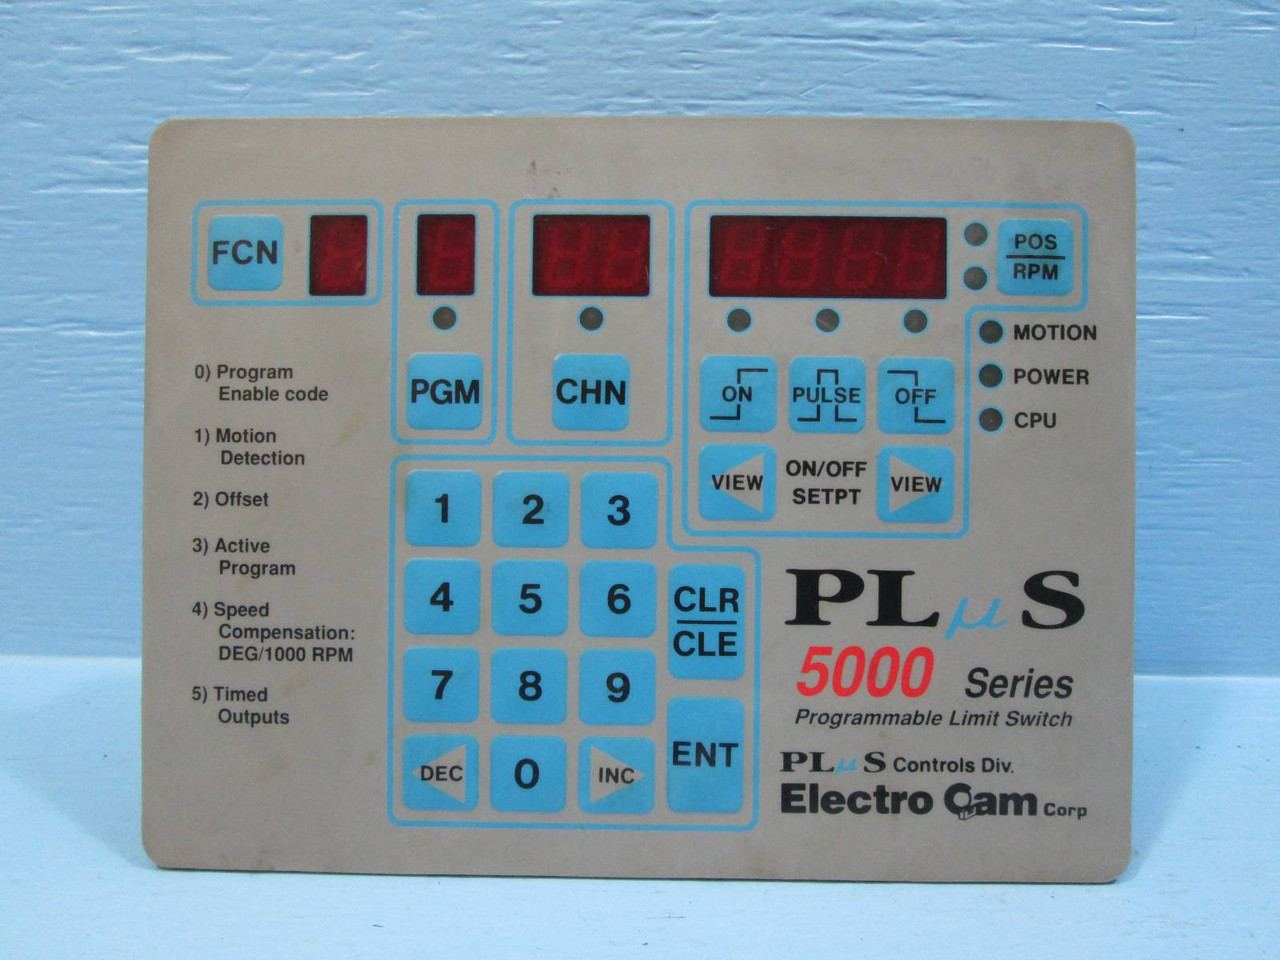 FCN
POS
RPM
MOTION
POWER
CPU
PGM
CHN
ON
PULSE
OFF
VIEW
ON/OFF
SETPT
VIEW
0) Program
Enable code
1) Motion
Detection
2) Offset
3) Active
Program
4) Speed
Compensation:
DEG/1000 RPM
5) Timed
Outputs
1 2 3
4 5 6
CLR
CLE
7 8 9
DEC 0 INC
ENT
PLμS
5000 Series
Programmable Limit Switch
PLμS Controls Div.
Electro Cam Corp